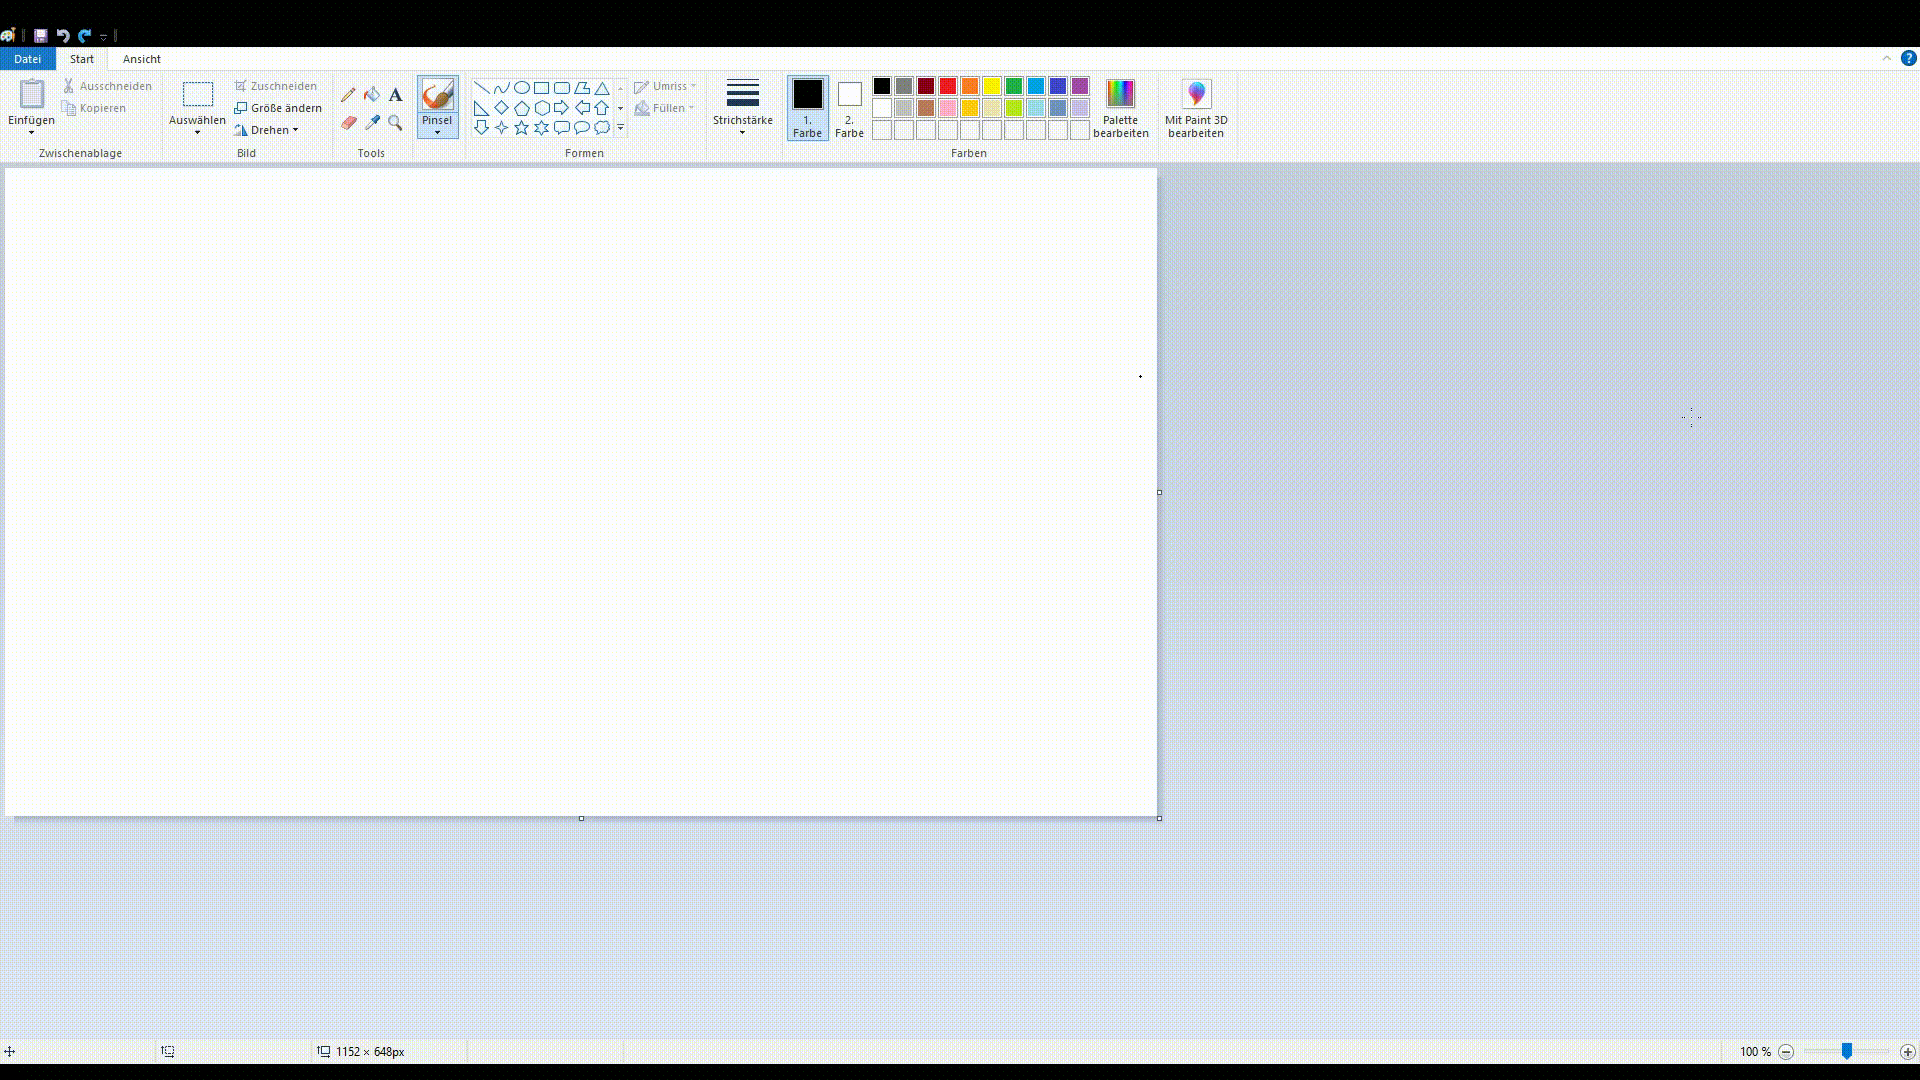 Datei Start Ansicht ?
Einfügen
Ausschneiden
Kopieren
Zwischenablage
Auswählen
Zuschneiden
Größe ändern
Drehen
Bild
A
Tools
Pinsel
Formen
Umriss
Füllen
Strichstärke
1.
Farbe
2.
Farbe
Farben
Palette
bearbeiten
Mit Paint 3D
bearbeiten
1152 × 648px
100 %